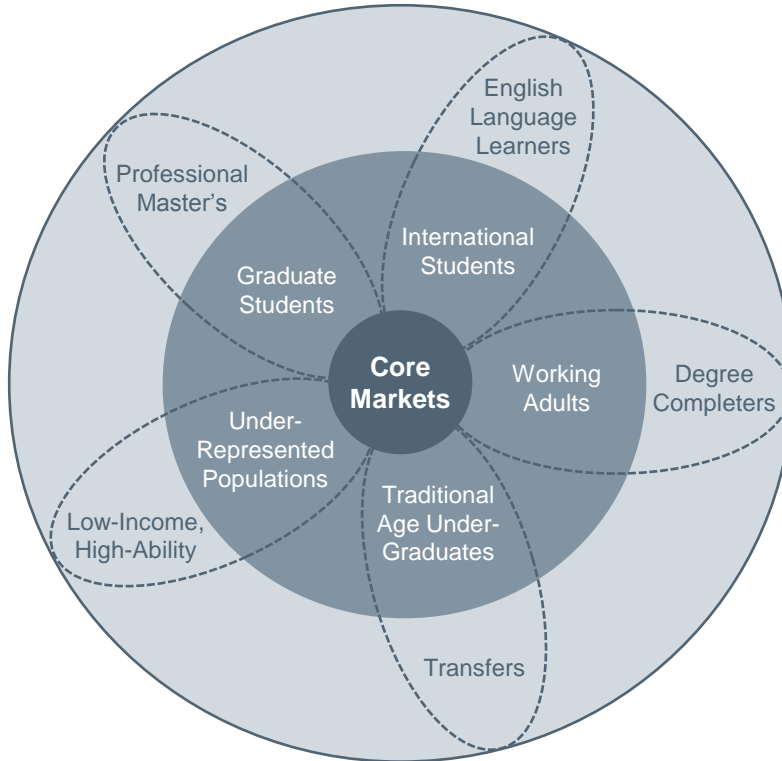 English
Language
Learners
Professional
Master's
International
Students
Graduate
Students
Core
Markets
Working
Adults
Degree
Completers
Under-
Represented
Populations
Traditional
Age Under-
Graduates
Low-Income,
High-Ability
Transfers